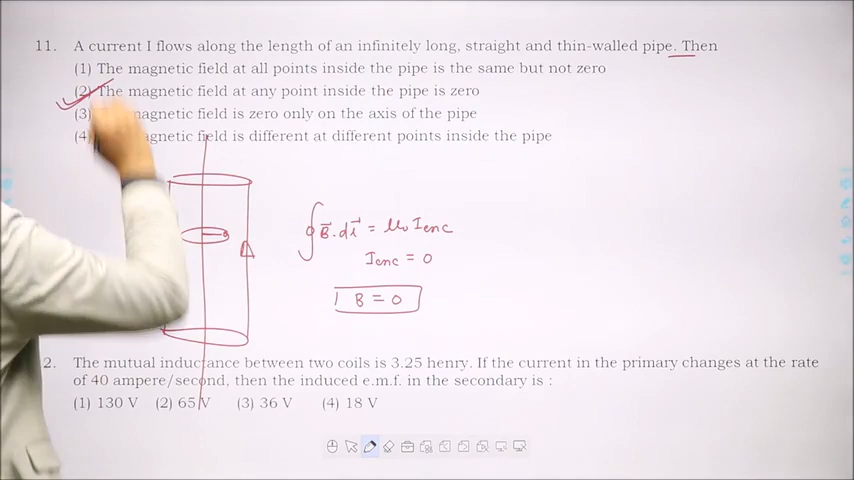 11. A current I flows along the length of an infinitely long, straight and thin-walled pipe. Then
(1) The magnetic field at all points inside the pipe is the same but not zero
(2) The magnetic field at any point inside the pipe is zero
(3) magnetic field is zero only on the axis of the pipe
(4) magnetic field is different at different points inside the pipe
∮ B⃗ . dl⃗ = μ₀ Ienc
Ienc = 0
B = 0
2. The mutual inductance between two coils is 3.25 henry. If the current in the primary changes at the rate
of 40 ampere/second, then the induced e.m.f. in the secondary is :
(1) 130 V (2) 65 V (3) 36 V (4) 18 V